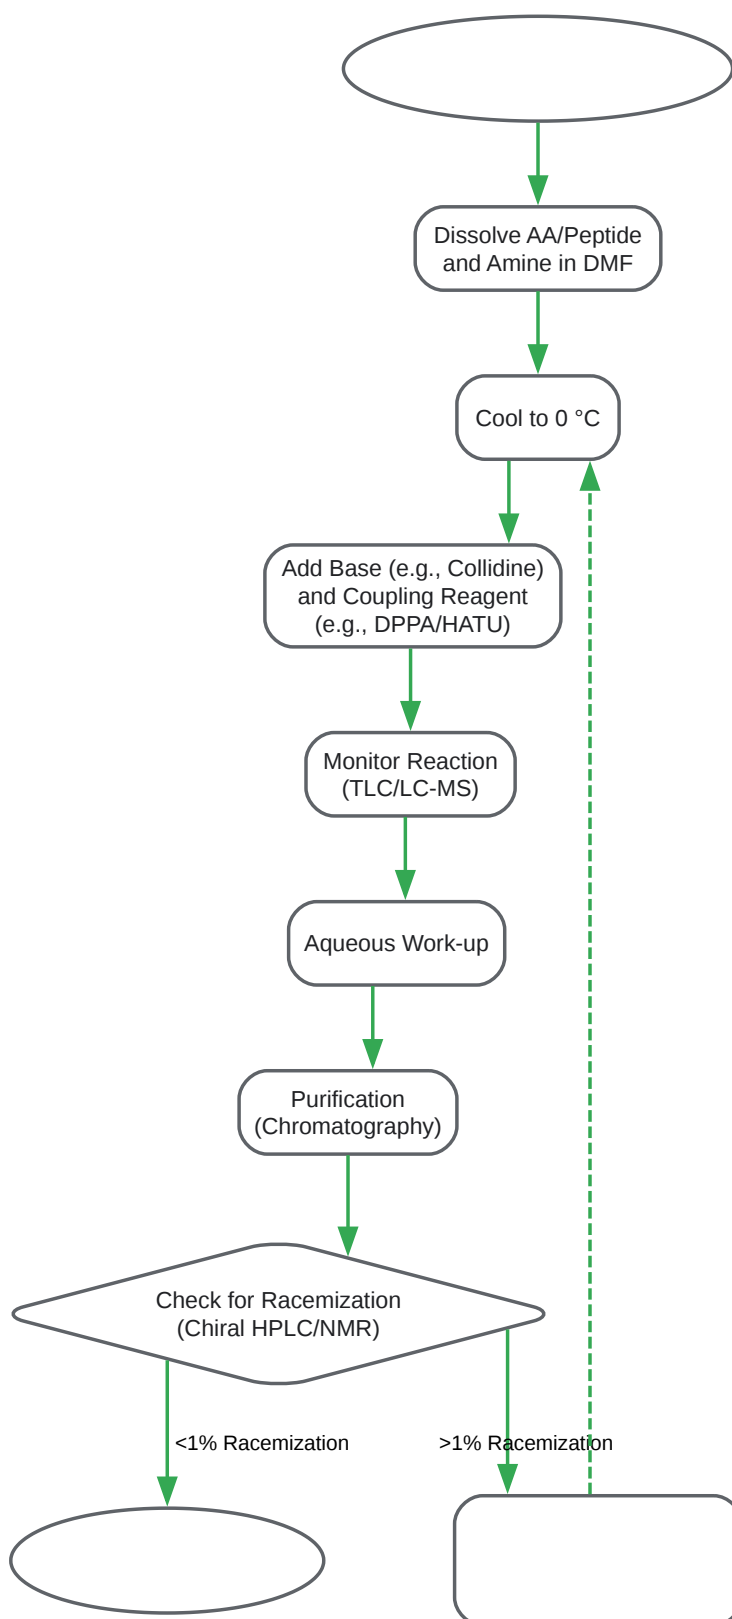 Dissolve AA/Peptide
and Amine in DMF
Cool to 0 °C
Add Base (e.g., Collidine)
and Coupling Reagent
(e.g., DPPA/HATU)
Monitor Reaction
(TLC/LC-MS)
Aqueous Work-up
Purification
(Chromatography)
Check for Racemization
(Chiral HPLC/NMR)
<1% Racemization
>1% Racemization